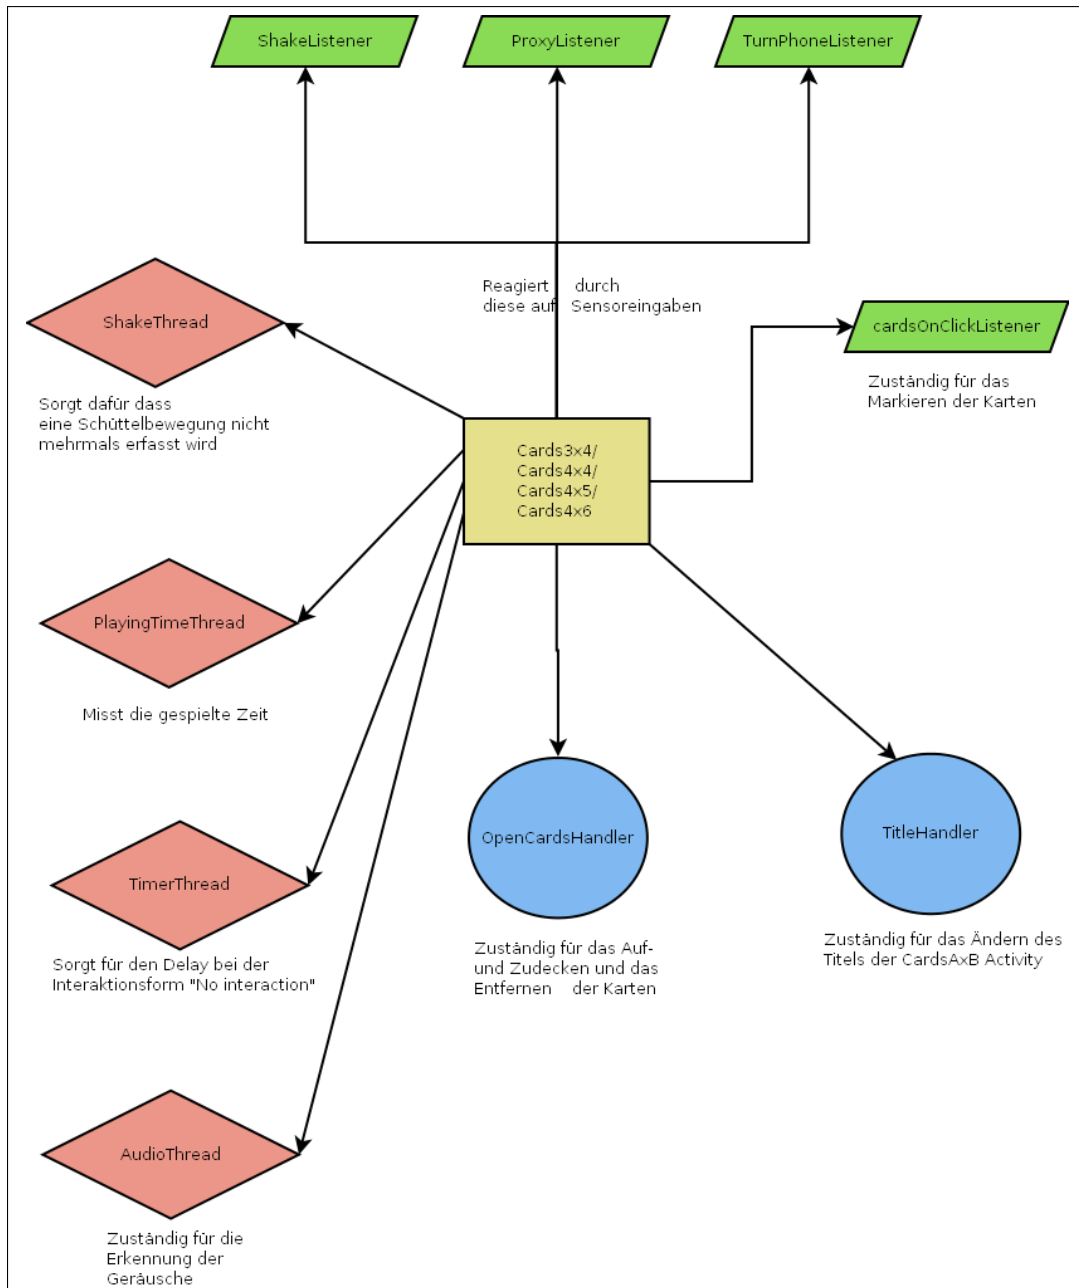 ShakeListener
ProxyListener
TurnPhoneListener
Reagiert durch
diese auf Sensoreingaben
ShakeThread
Sorgt dafür dass
eine Schüttelbewegung nicht
mehrmals erfasst wird
cardsOnClickListener
Zuständig für das
Markieren der Karten
Cards3x4/
Cards4x4/
Cards4x5/
Cards4x6
PlayingTimeThread
Misst die gespielte Zeit
TimerThread
Sorgt für den Delay bei der
Interaktionsform "No interaction"
OpenCardsHandler
Zuständig für das Auf-
und Zudecken und das
Entfernen der Karten
TitleHandler
Zuständig für das Ändern des
Titels der CardsAxB Activity
AudioThread
Zuständig für die
Erkennung der
Geräusche